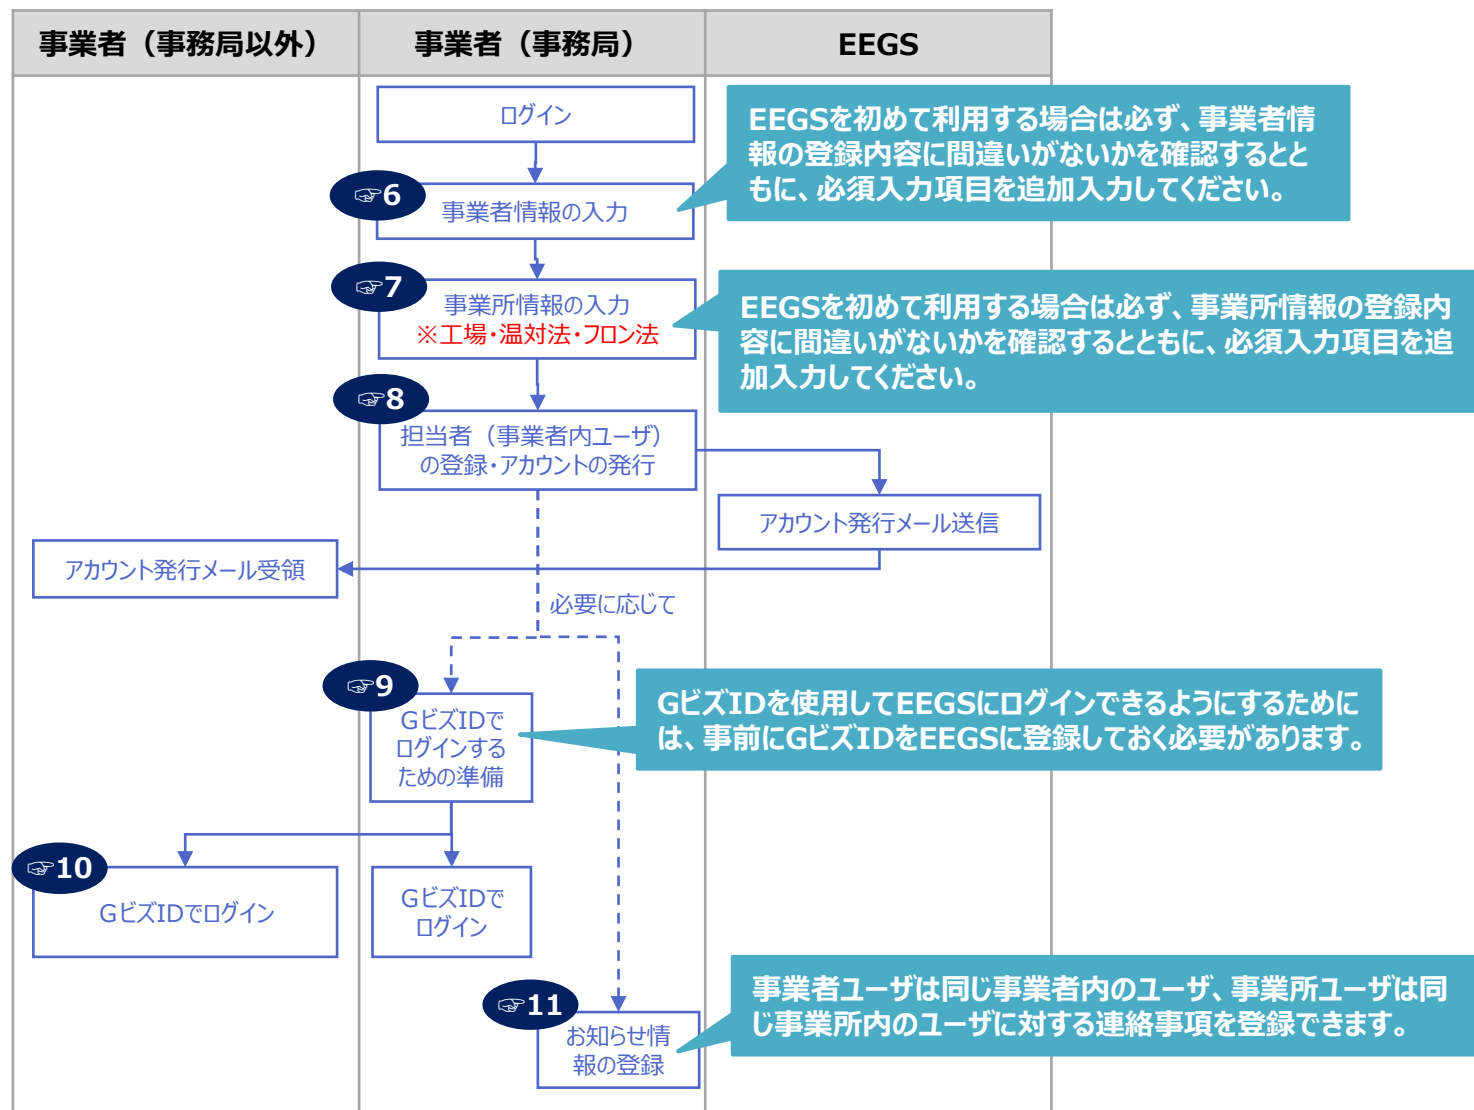 事業者（事務局以外）
事業者（事務局）
EEGS
ログイン
EEGSを初めて利用する場合は必ず、事業者情
報の登録内容に間違いがないかを確認するとと
もに、必須入力項目を追加入力してください。
☞6
事業者情報の入力
☞7
事業所情報の入力
※工場・温対法・フロン法
EEGSを初めて利用する場合は必ず、事業所情報の登録内
容に間違いがないかを確認するとともに、必須入力項目を追
加入力してください。
☞8
担当者（事業者内ユーザ）
の登録・アカウントの発行
アカウント発行メール送信
アカウント発行メール受領
必要に応じて
☞9
GビズIDで
ログインする
ための準備
GビズIDを使用してEEGSにログインできるようにするために
は、事前にGビズIDをEEGSに登録しておく必要があります。
☞10
GビズIDでログイン
GビズIDで
ログイン
☞11
お知らせ情
報の登録
事業者ユーザは同じ事業者内のユーザ、事業所ユーザは同
じ事業所内のユーザに対する連絡事項を登録できます。